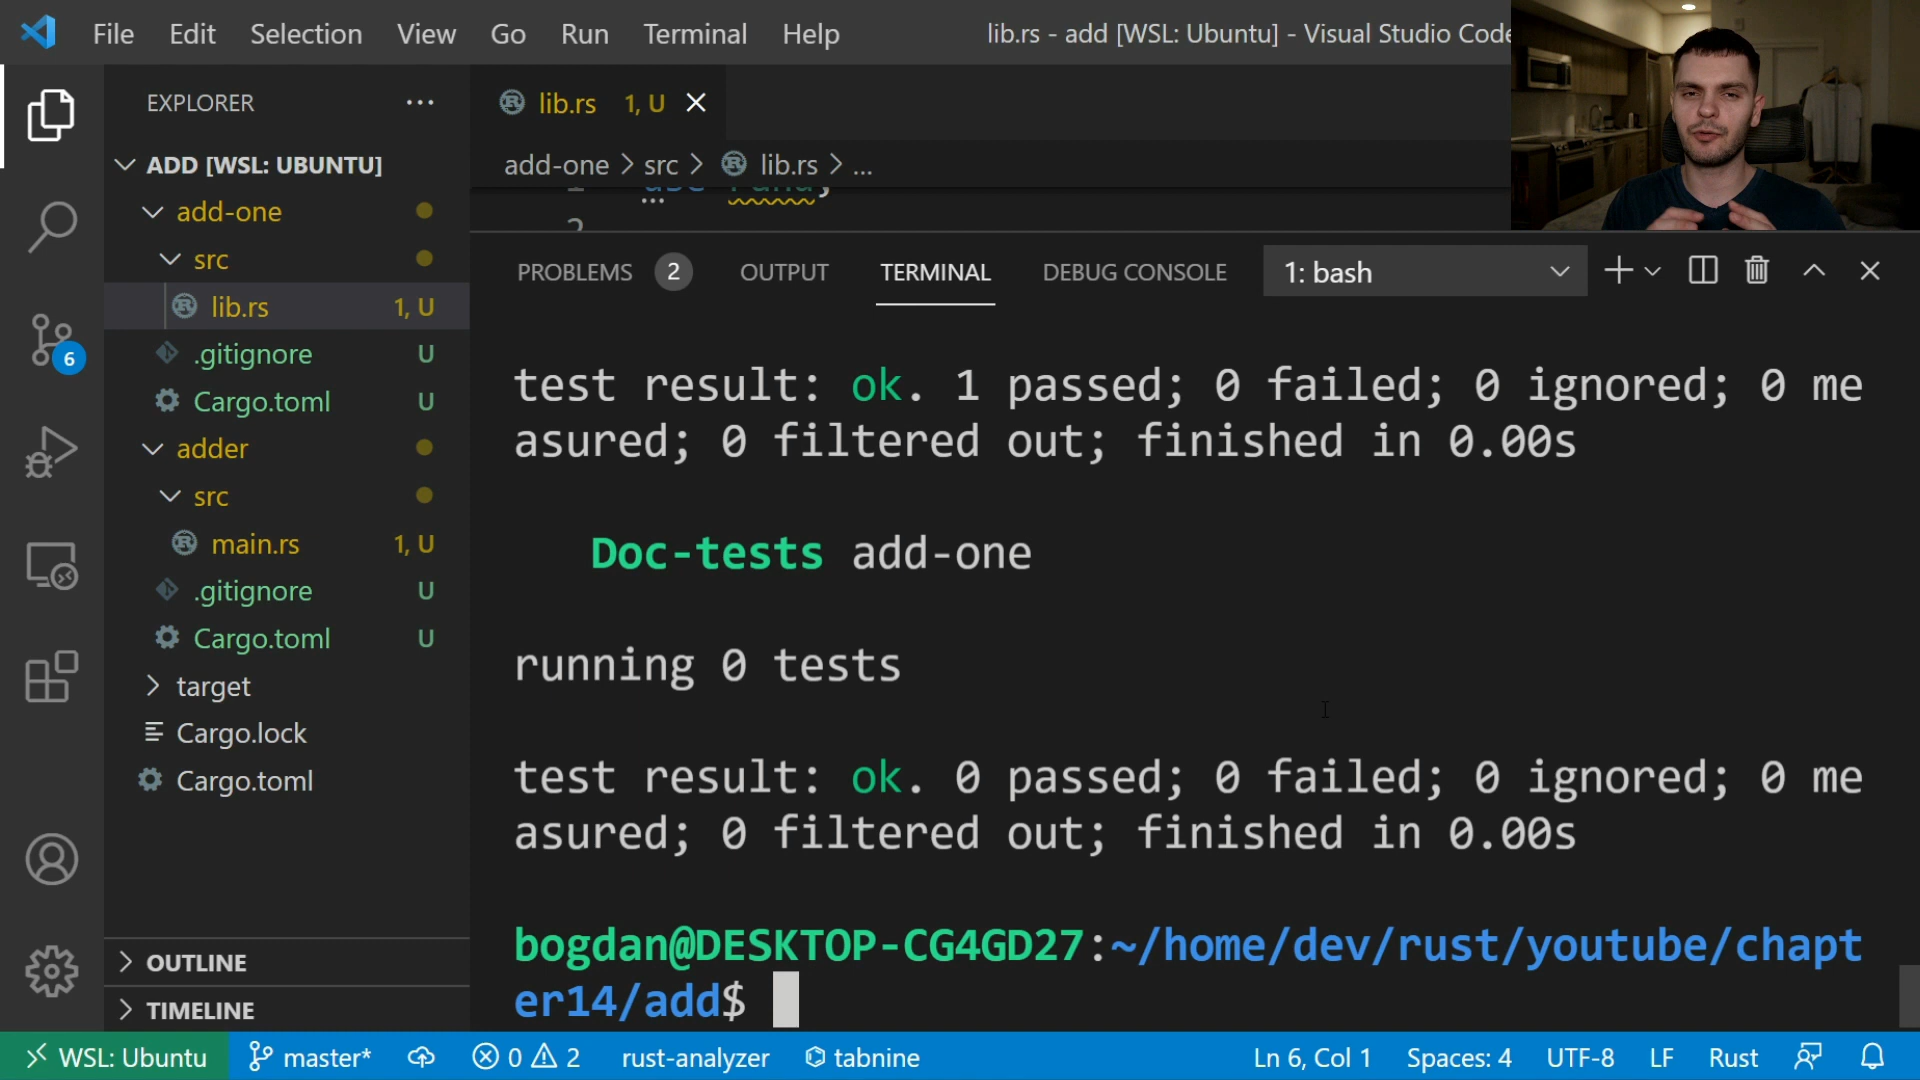 File Edit Selection View Go Run Terminal Help lib.rs - add [WSL: Ubuntu] - Visual Studio Code
EXPLORER ...
ADD [WSL: UBUNTU]
add-one
src
lib.rs 1, U
.gitignore U
Cargo.toml U
adder
src
main.rs 1, U
.gitignore U
Cargo.toml U
target
Cargo.lock
Cargo.toml
OUTLINE
TIMELINE
6
lib.rs 1, U
add-one > src > lib.rs > ...
2
PROBLEMS 2 OUTPUT TERMINAL DEBUG CONSOLE 1: bash
test result: ok. 1 passed; 0 failed; 0 ignored; 0 me
asured; 0 filtered out; finished in 0.00s
Doc-tests add-one
running 0 tests
test result: ok. 0 passed; 0 failed; 0 ignored; 0 me
asured; 0 filtered out; finished in 0.00s
bogdan@DESKTOP-CG4GD27:~/home/dev/rust/youtube/chapt
er14/add$
WSL: Ubuntu master* 0 2 rust-analyzer tabnine Ln 6, Col 1 Spaces: 4 UTF-8 LF Rust